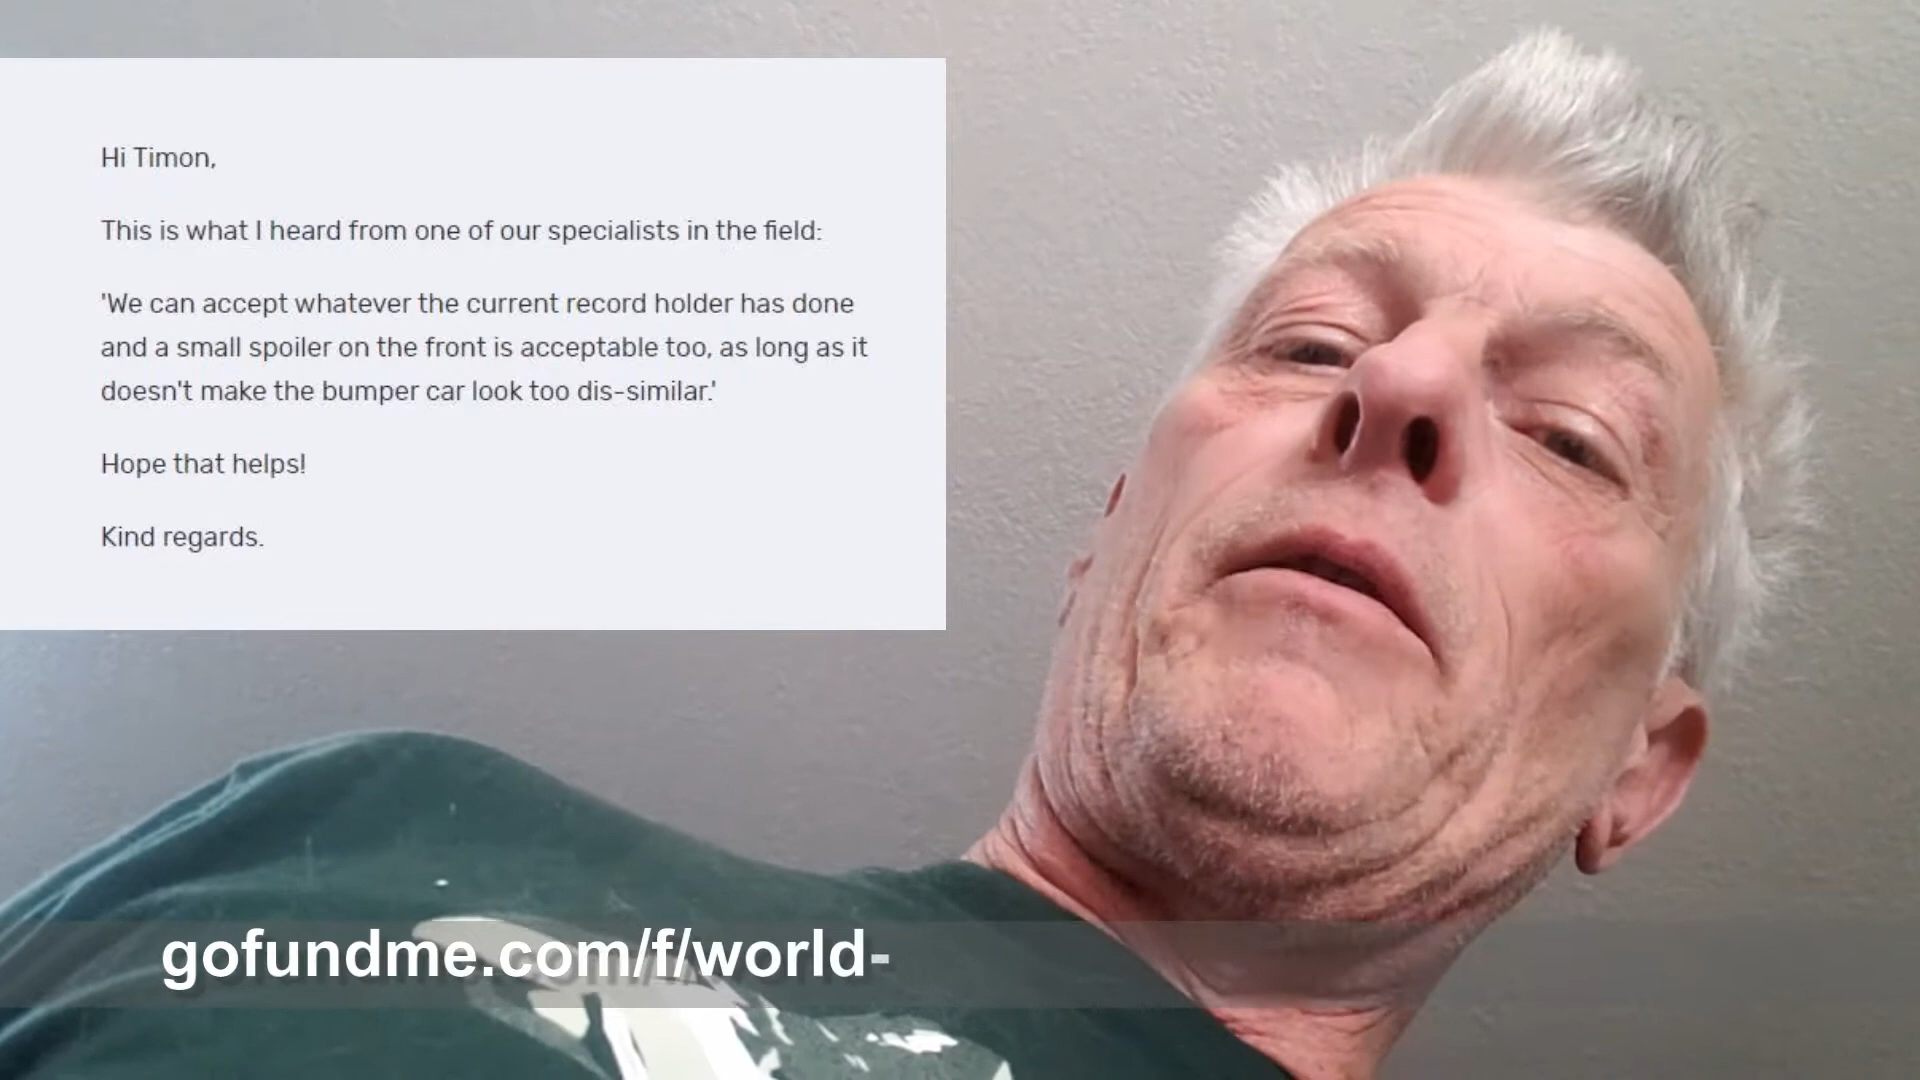 Hi Timon,
This is what I heard from one of our specialists in the field:
'We can accept whatever the current record holder has done
and a small spoiler on the front is acceptable too, as long as it
doesn't make the bumper car look too dis-similar.'
Hope that helps!
Kind regards.
gofundme.com/f/world-